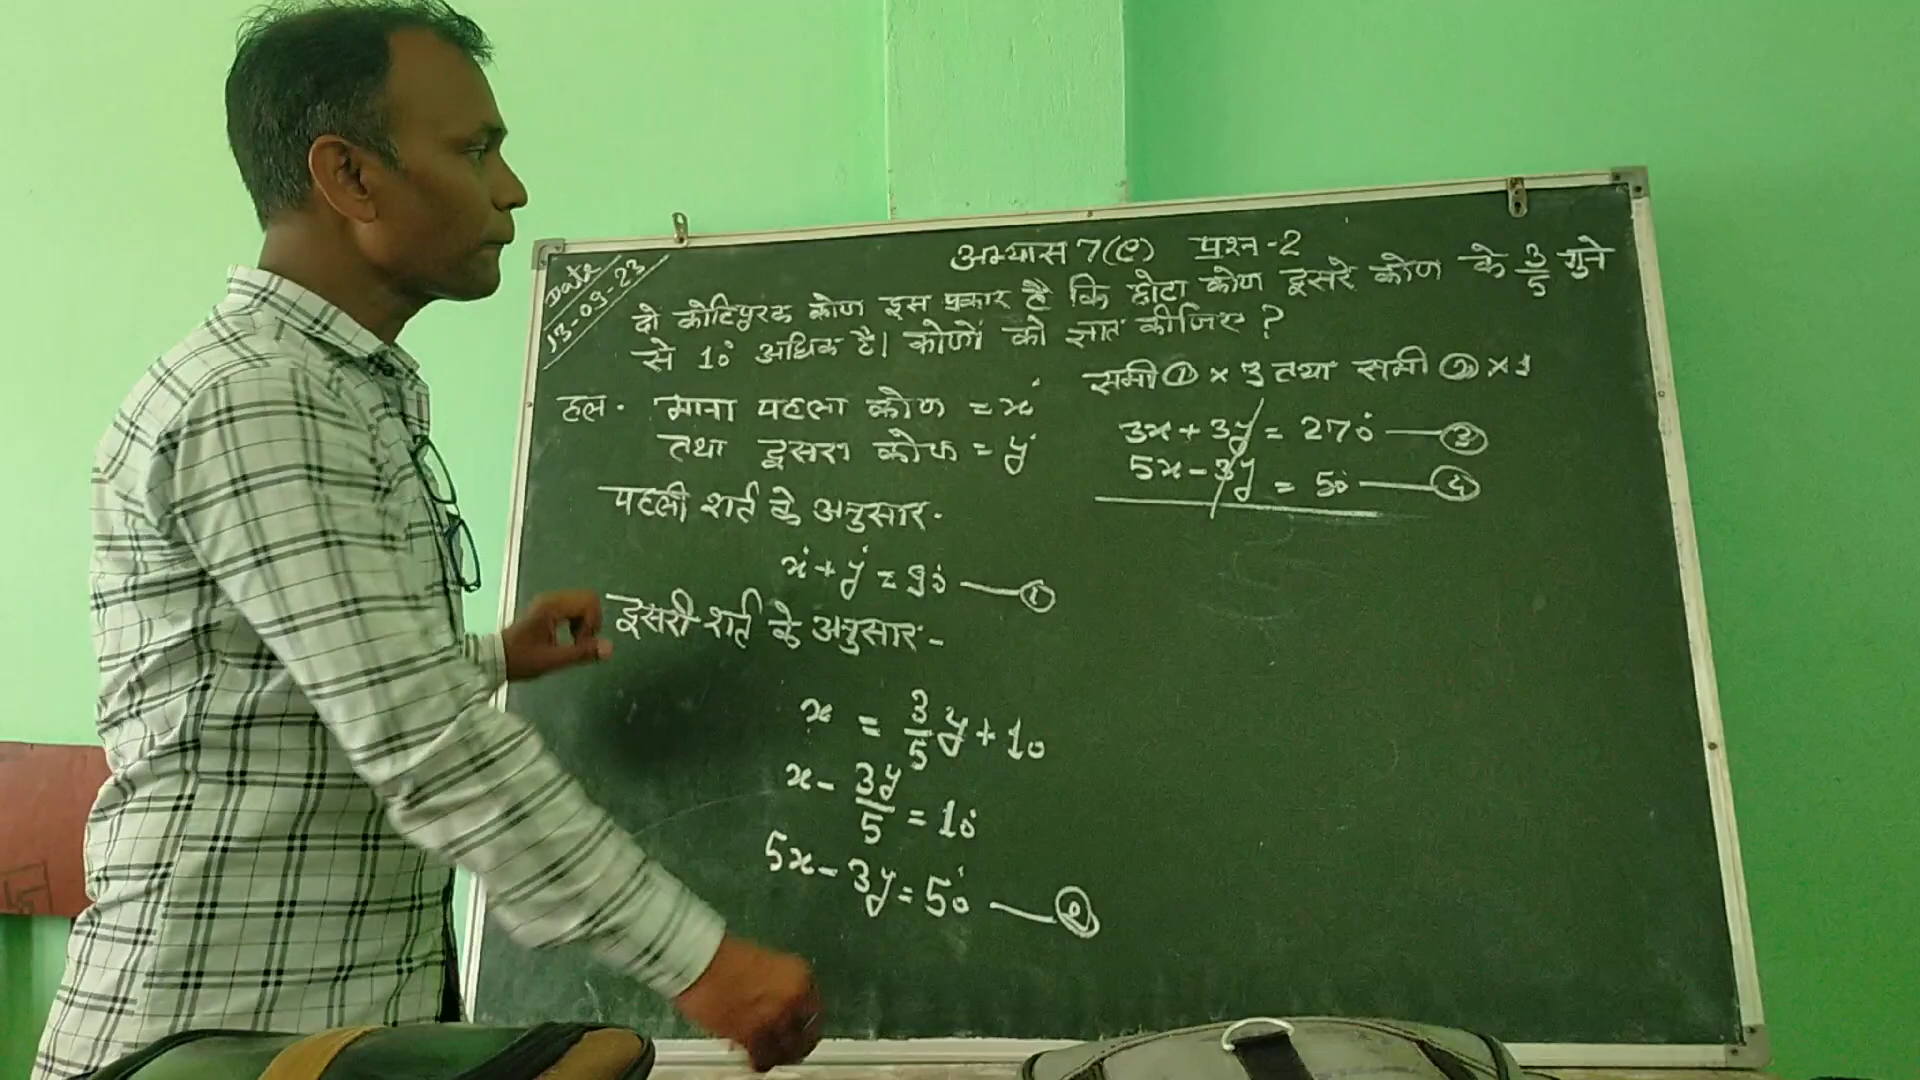 Date
13-09-23
अभ्यास 7(e) प्रश्न-2
दो कोटिपूरक कोण इस प्रकार है कि छोटा कोण दूसरे कोण के 3/5 गुने
से 10° अधिक है। कोणों को ज्ञात कीजिए ?
हल. माना पहला कोण = x°
तथा दूसरा कोण = y°
पहली शर्त के अनुसार.
x° + y° = 90° — ①
दूसरी शर्त के अनुसार -
x = 3/5 y + 10
x - 3y/5 = 10°
5x - 3y = 50° — ②
समी ① × 3 तथा समी ② × 1
3x + 3y = 270° — ③
5x - 3y = 50° — ④